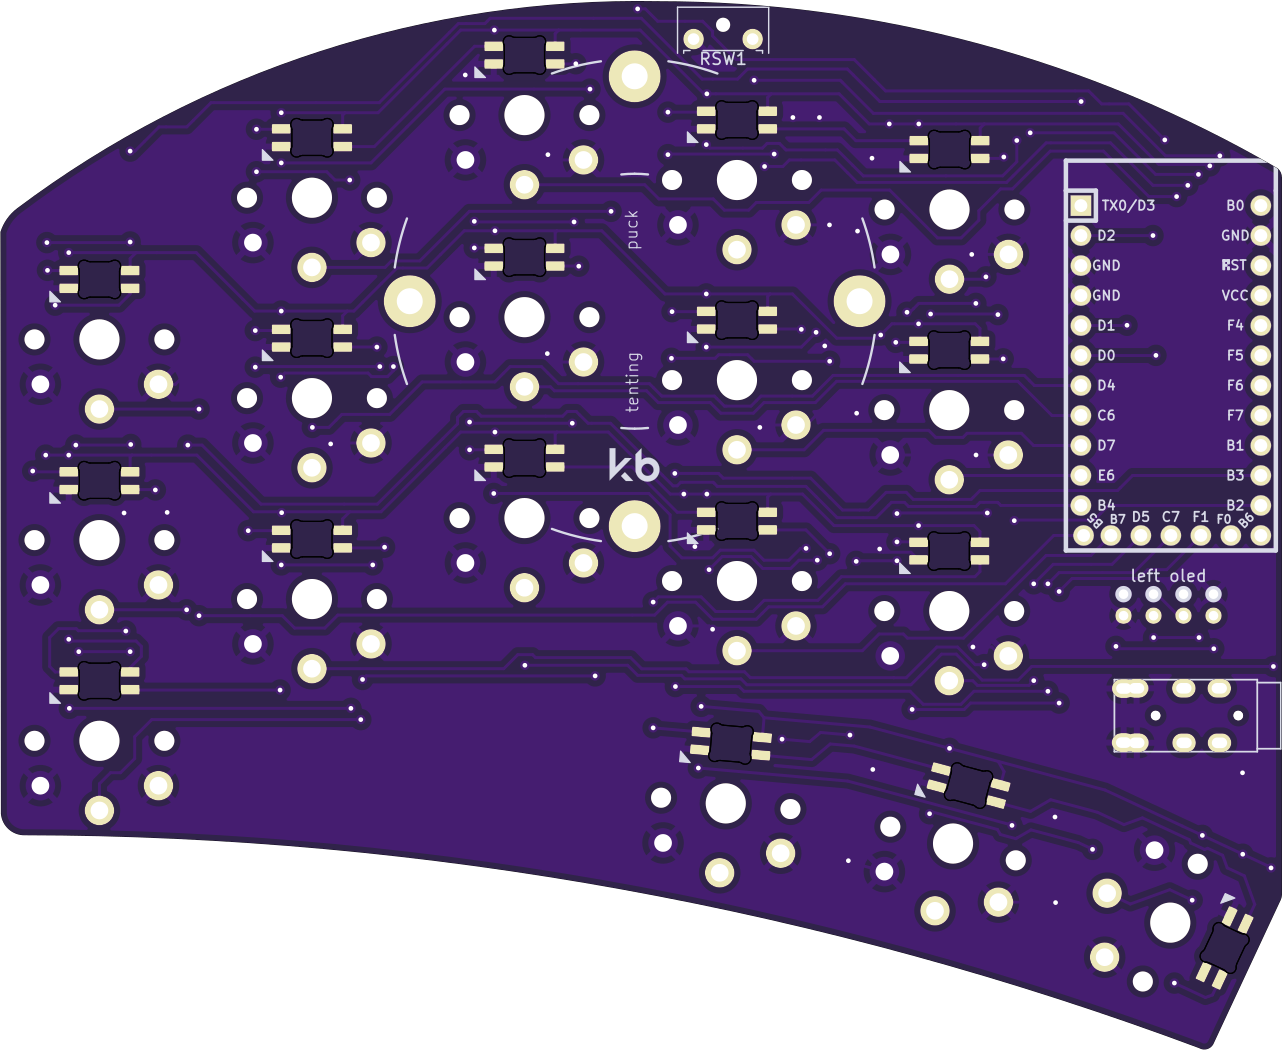 RSW1
puck
TX0/D3
B0
D2
GND
GND
RST
GND
VCC
D1
F4
D0
F5
D4
F6
C6
F7
D7
B1
E6
B3
B4
B2
B5
B7
D5
C7
F1
F0
B6
tenting
kb
left oled